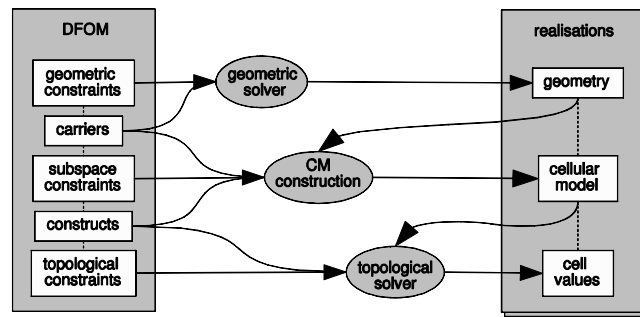 DFOM
geometric
constraints
carriers
subspace
constraints
constructs
topological
constraints
geometric
solver
CM
construction
topological
solver
realisations
geometry
cellular
model
cell
values